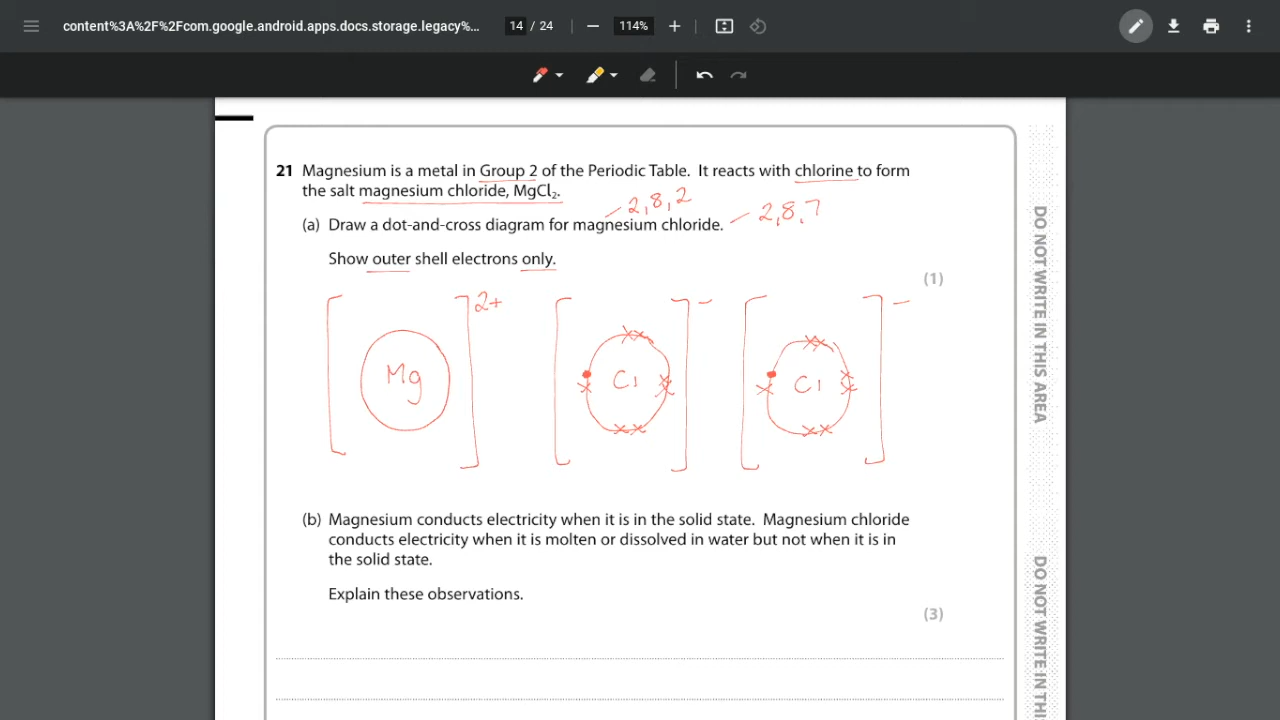 content%3A%2F%2Fcom.google.android.apps.docs.storage.legacy%... 14 / 24 114%
21 Magnesium is a metal in Group 2 of the Periodic Table. It reacts with chlorine to form
the salt magnesium chloride, MgCl₂.
2,8,2
2,8,7
(a) Draw a dot-and-cross diagram for magnesium chloride.
Show outer shell electrons only.
(1)
[Mg]2+ [Cl]− [Cl]−
(b) Magnesium conducts electricity when it is in the solid state. Magnesium chloride
conducts electricity when it is molten or dissolved in water but not when it is in
the solid state.
Explain these observations.
(3)
DO NOT WRITE IN THIS AREA
DO NOT WRITE IN THI